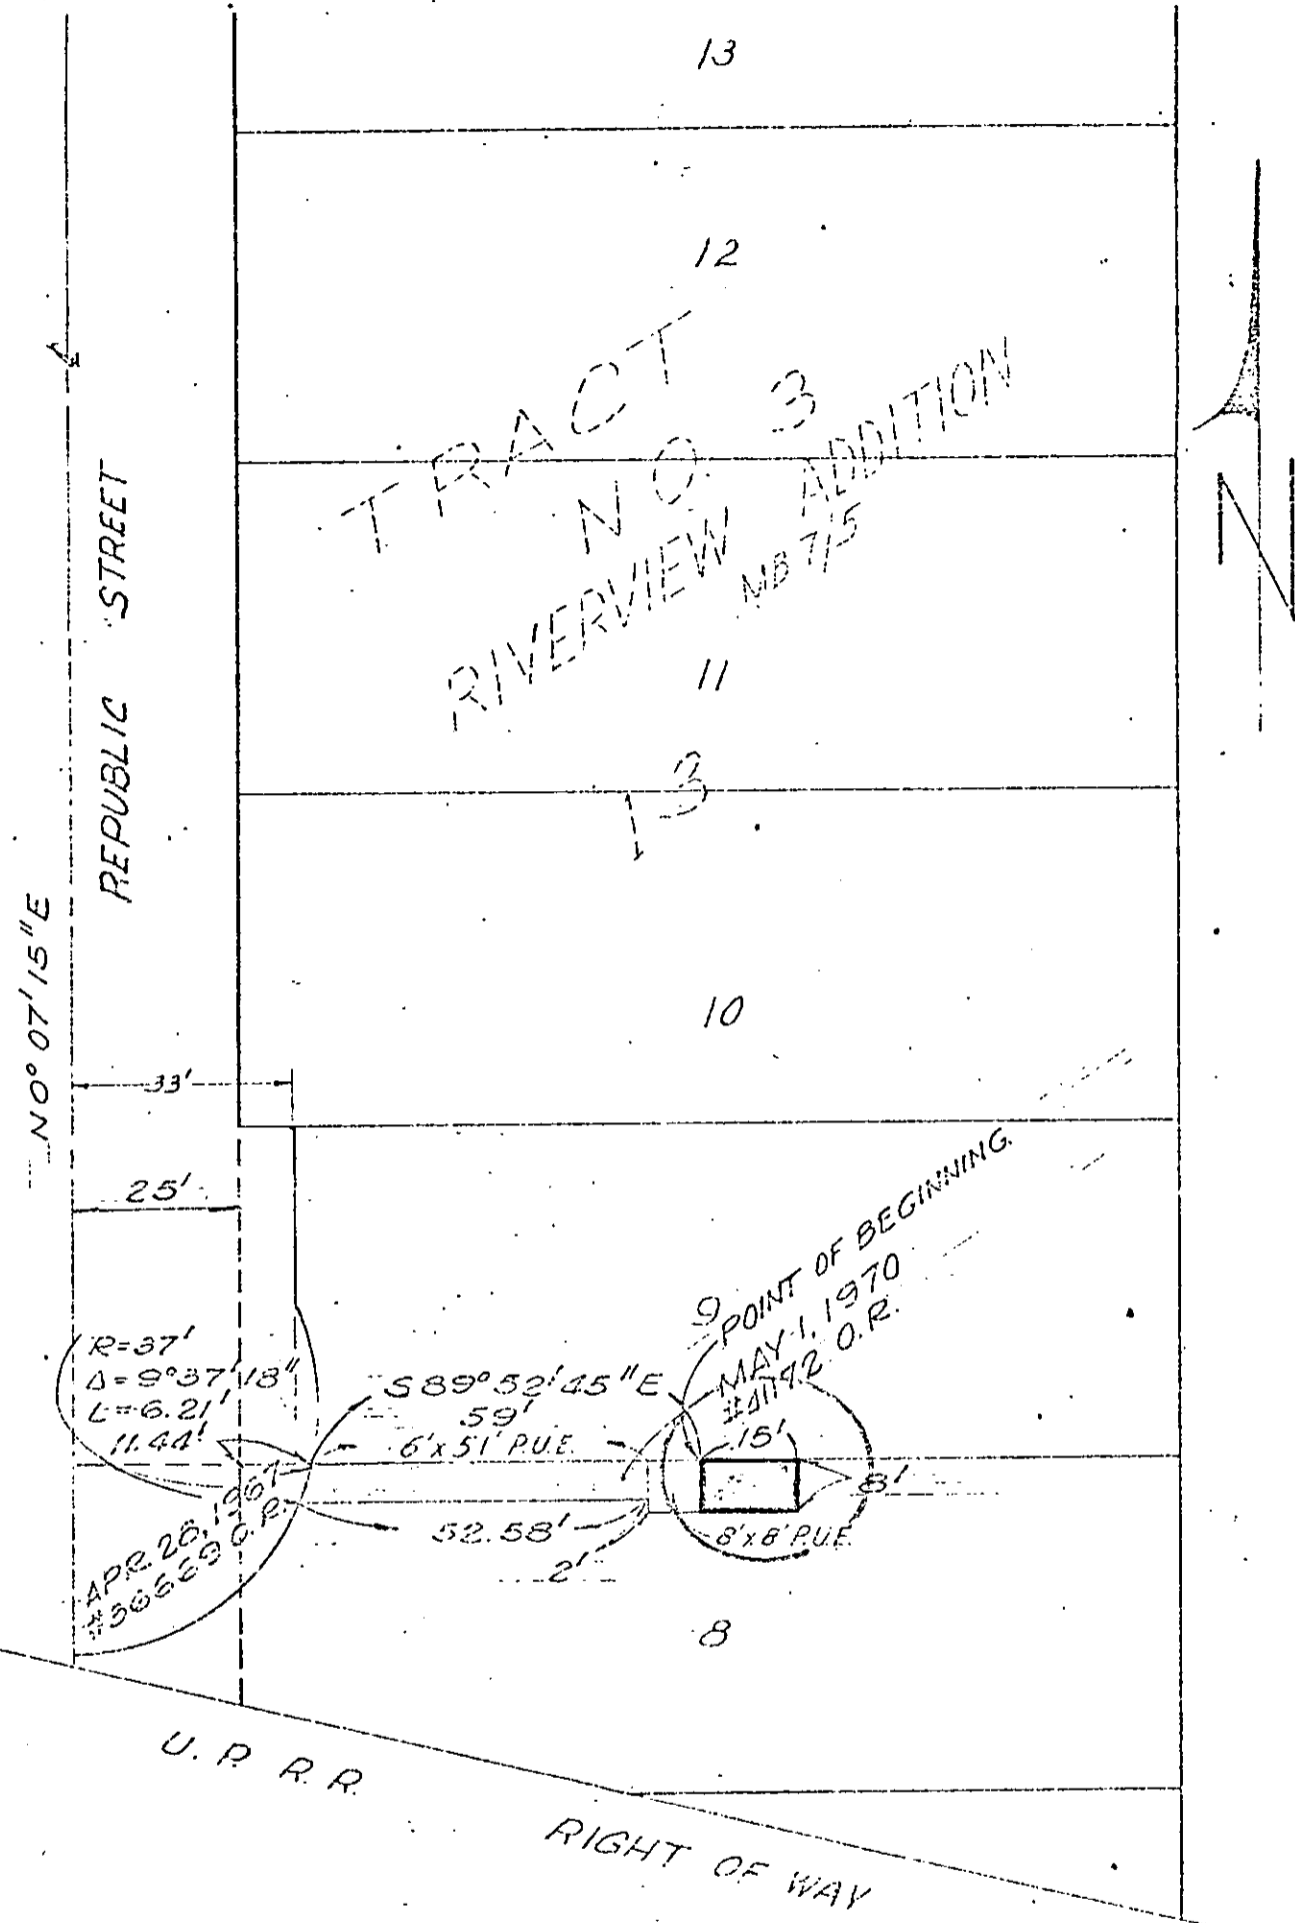 13
12
TRACT
NO. 3
RIVERVIEW ADDITION
MB 7/5
11
13
10
REPUBLIC STREET
N0° 07' 15" E
33'
25'
POINT OF BEGINNING
9
MAY 1, 1970
O.R.
R=37'
Δ=9°37'18"
L=6.21'
11.44'
S89°52'45"E
59'
6'x51' P.U.E.
15'
8'
APR. 26, 1967
#36669 O.R.
52.58'
8'x8' P.U.E.
2'
8
U.P. R.R.
RIGHT OF WAY
N